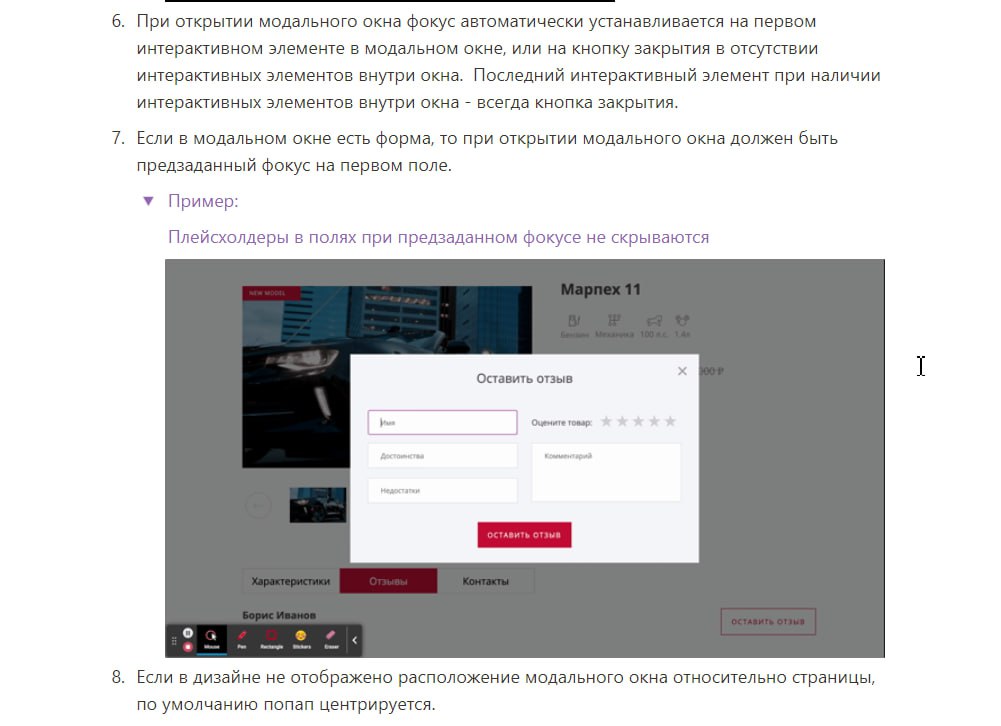 6. При открытии модального окна фокус автоматически устанавливается на первом
интерактивном элементе в модальном окне, или на кнопку закрытия в отсутствии
интерактивных элементов внутри окна. Последний интерактивный элемент при наличии
интерактивных элементов внутри окна - всегда кнопка закрытия.
7. Если в модальном окне есть форма, то при открытии модального окна должен быть
предзаданный фокус на первом поле.
Пример:
Плейсхолдеры в полях при предзаданном фокусе не скрываются
NEW MODEL
Марпех 11
Бензин Механика 100 л.с. 1.4л
000 ₽
Оставить отзыв
Имя
Оцените товар:
Достоинства
Комментарий
Недостатки
ОСТАВИТЬ ОТЗЫВ
Характеристики Отзывы Контакты
Борис Иванов
ОСТАВИТЬ ОТЗЫВ
Mouse Pen Rectangle Stickers Eraser
8. Если в дизайне не отображено расположение модального окна относительно страницы,
по умолчанию попап центрируется.